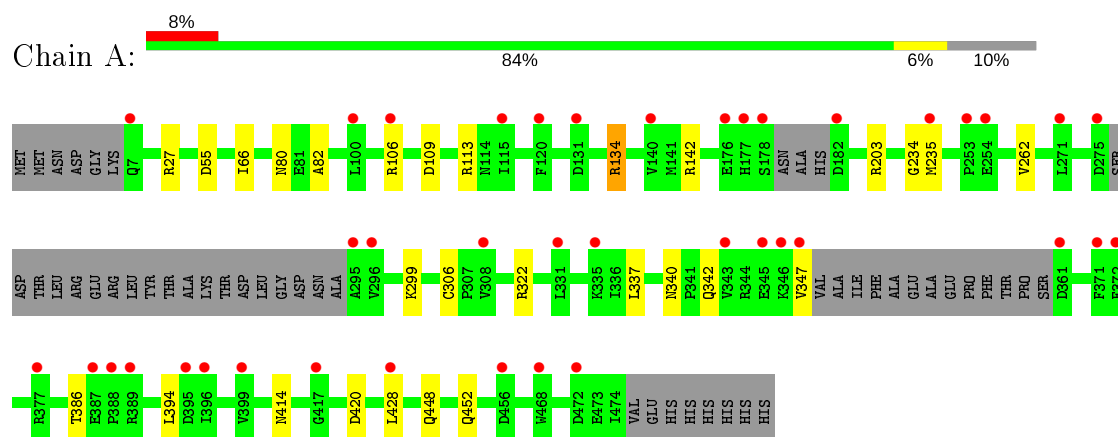 8%
Chain A:
84% 6% 10%
MET MET ASN ASP GLY LYS Q7 R27 D55 I66 N80 E81 A82 L100 R106 D109 R113 N114 I115 F120 D131 R134 V140 M141 R142 E176 H177 S178 ASN ALA HIS D182 R203 G234 M235 P253 E254 V262 L271 D275 SER
ASP THR LEU ARG GLU ARG LEU TYR THR ALA LYS THR ASP LEU GLY ASP ASN ALA A295 V296 K299 C306 P307 V308 R322 L331 K335 I336 L337 N340 P341 Q342 V343 R344 E345 K346 V347 VAL ALA ILE PHE ALA GLU ALA GLU PRO PHE THR PRO SER D361 F371 E372
R377 T386 E387 P388 R389 L394 D395 I396 V399 N414 G417 D420 L428 Q448 Q452 D456 W468 D472 E473 I474 VAL GLU HIS HIS HIS HIS HIS HIS